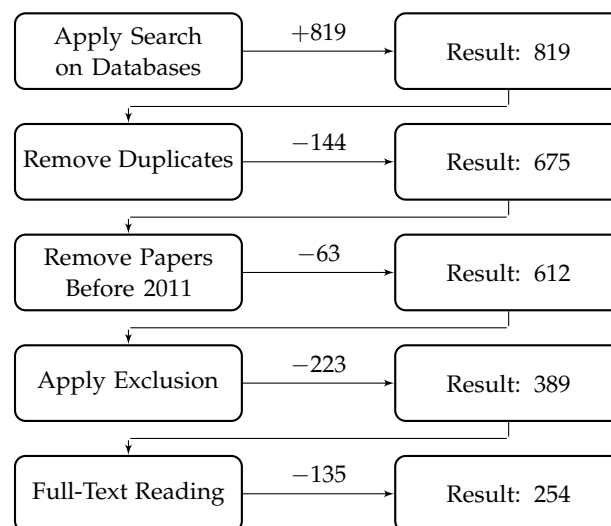 Apply Search
on Databases
+819
Result: 819
Remove Duplicates
−144
Result: 675
Remove Papers
Before 2011
−63
Result: 612
Apply Exclusion
−223
Result: 389
Full-Text Reading
−135
Result: 254